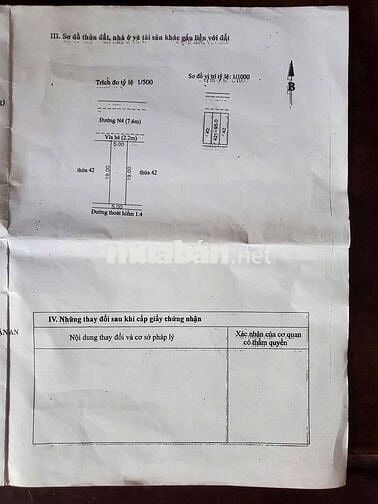 III. Sơ đồ thửa đất, nhà ở và tài sản khác gắn liền với đất
Trích đo tỷ lệ 1/500
Sơ đồ vị trí tỷ lệ: 1/1000
B
Đường N4 (7.6m)
Vỉa hè (2.2m)
5.00
thửa 42
19.00
19.00
thửa 42
5.00
Đường thoát hiểm 1.4
42
42
muaban.net
IV. Những thay đổi sau khi cấp giấy chứng nhận
Nội dung thay đổi và cơ sở pháp lý
Xác nhận của cơ quan
có thẩm quyền